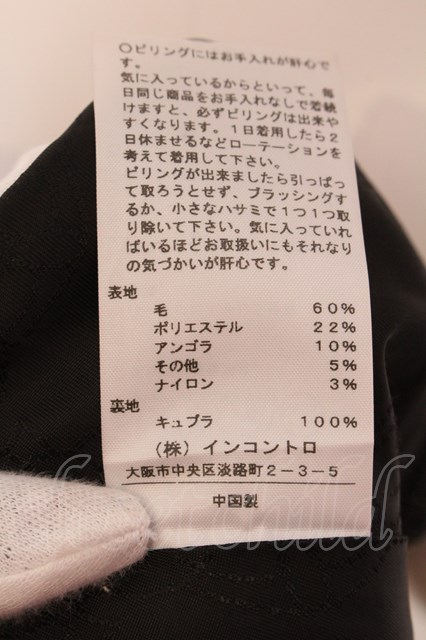 ○ピリングにはお手入れが肝心で
す。
気に入っているからといって、毎
日同じ商品をお手入れなしで着続
けますと、必ずピリングは出来や
すくなります。1日着用したら2
日休ませるなどローテーションを
考えて着用して下さい。
ピリングが出来ましたら引っぱっ
て取ろうとせず、ブラッシングす
るか、小さなハサミで1つ1つ取
り除いて下さい。気に入っていれ
ばいるほどお取扱いにもそれなり
の気づかいが肝心です。
表地
毛 60%
ポリエステル 22%
アンゴラ 10%
その他 5%
ナイロン 3%
裏地
キュプラ 100%
(株)インコントロ
大阪市中央区淡路町2-3-5
中国製